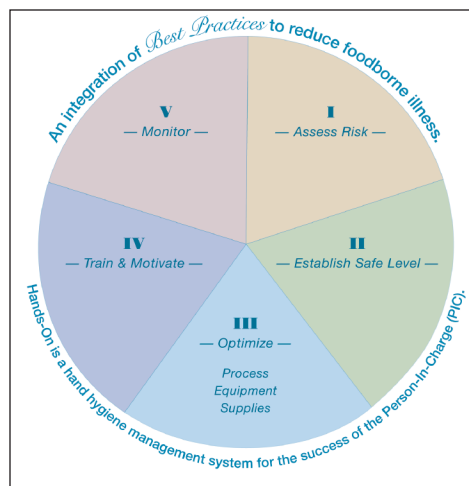 An integration of Best Practices to reduce foodborne illness.
I
— Assess Risk —
II
— Establish Safe Level —
III
— Optimize —
Process
Equipment
Supplies
IV
— Train & Motivate —
V
— Monitor —
Hands-On is a hand hygiene management system for the success of the Person-In-Charge (PIC).